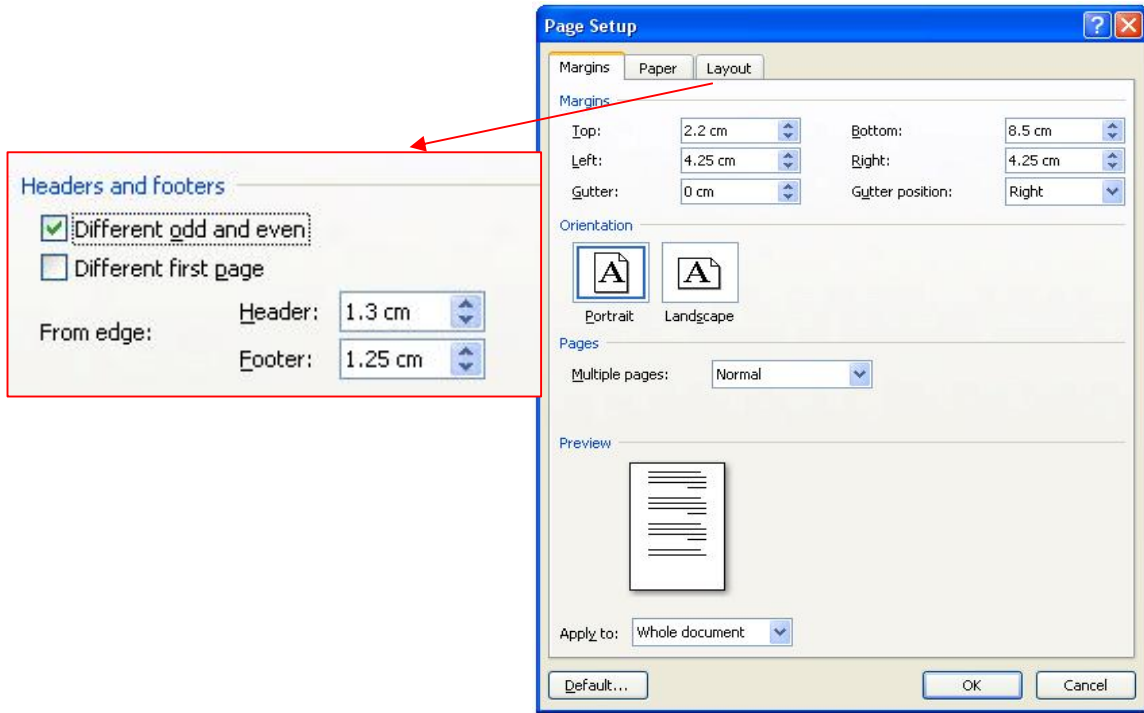 Page Setup
Margins Paper Layout
Margins
Top: 2.2 cm Bottom: 8.5 cm
Left: 4.25 cm Right: 4.25 cm
Gutter: 0 cm Gutter position: Right
Orientation
A A
Portrait Landscape
Pages
Multiple pages: Normal
Preview
Apply to: Whole document
Default... OK Cancel
Headers and footers
Different odd and even
Different first page
From edge: Header: 1.3 cm
Footer: 1.25 cm